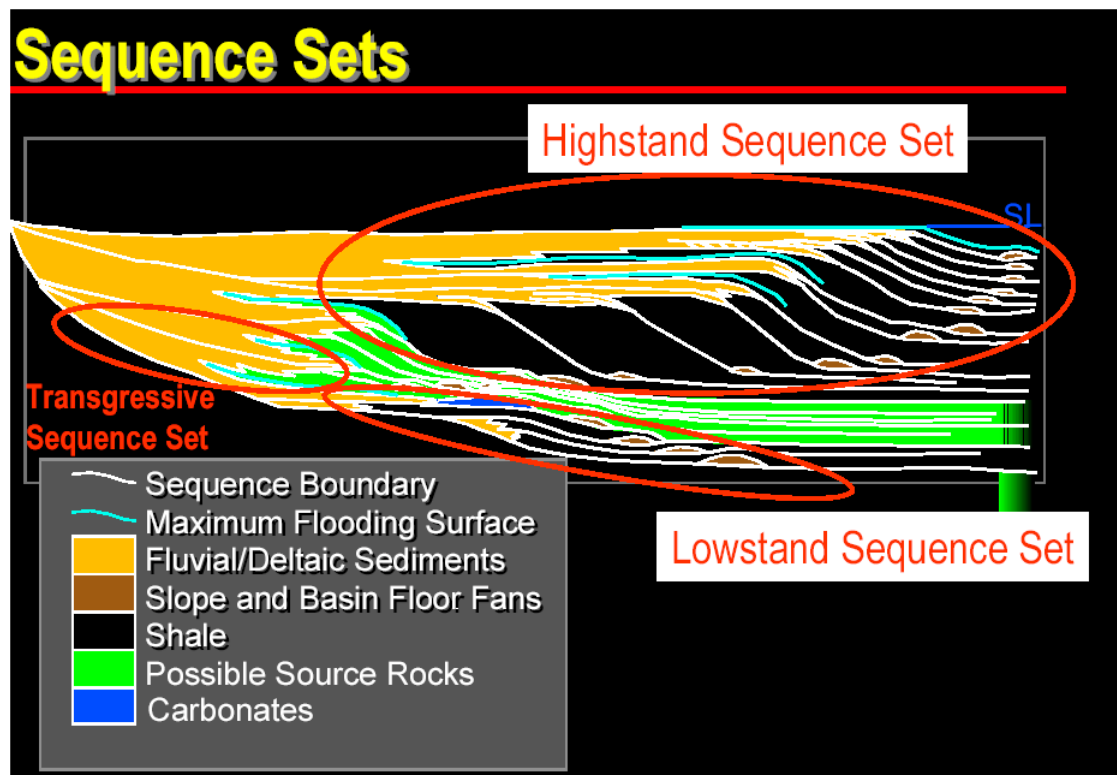 Sequence Sets
Highstand Sequence Set
SL
Transgressive
Sequence Set
Sequence Boundary
Maximum Flooding Surface
Fluvial/Deltaic Sediments
Slope and Basin Floor Fans
Shale
Possible Source Rocks
Carbonates
Lowstand Sequence Set